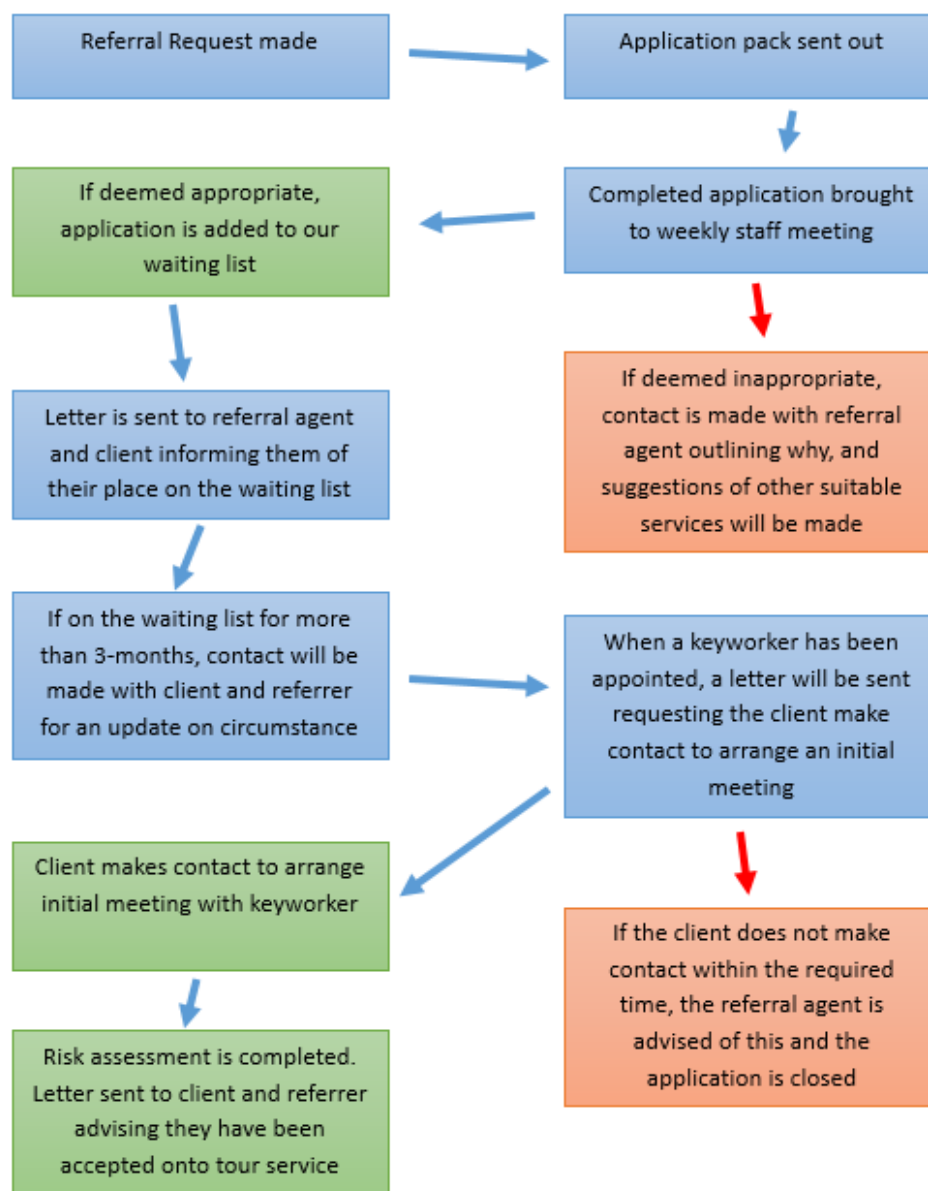 Referral Request made
Application pack sent out
If deemed appropriate,
application is added to our
waiting list
Completed application brought
to weekly staff meeting
Letter is sent to referral agent
and client informing them of
their place on the waiting list
If deemed inappropriate,
contact is made with referral
agent outlining why, and
suggestions of other suitable
services will be made
If on the waiting list for more
than 3-months, contact will be
made with client and referrer
for an update on circumstance
When a keyworker has been
appointed, a letter will be sent
requesting the client make
contact to arrange an initial
meeting
Client makes contact to arrange
initial meeting with keyworker
If the client does not make
contact within the required
time, the referral agent is
advised of this and the
application is closed
Risk assessment is completed.
Letter sent to client and referrer
advising they have been
accepted onto tour service